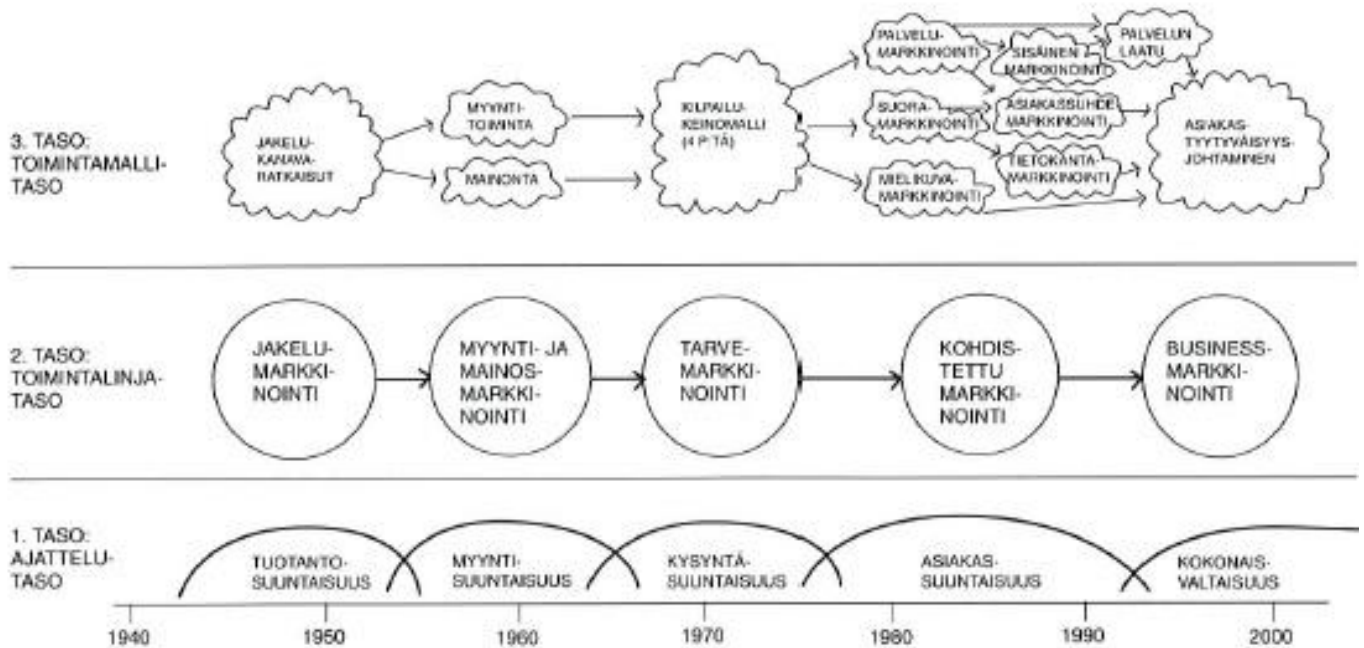 3. TASO:
TOIMINTAMALLI-
TASO
JAKELU-
KANAVA-
RATKAISUT
MYYNTI-
TOIMINTA
MAINONTA
KILPAILU-
KEINOMALLI
(4 P:TÄ)
PALVELU-
MARKKINOINTI
SISÄINEN
MARKKINOINTI
PALVELUN
LAATU
SUORA-
MARKKINOINTI
ASIAKASSUHDE
MARKKINOINTI
MIELIKUVA-
MARKKINOINTI
TIETOKANTA-
MARKKINOINTI
ASIAKAS-
TYYTYVÄISYYS-
JOHTAMINEN
2. TASO:
TOIMINTALINJA-
TASO
JAKELU-
MARKKI-
NOINTI
MYYNTI- JA
MAINOS-
MARKKI-
NOINTI
TARVE-
MARKKI-
NOINTI
KOHDIS-
TETTU
MARKKI-
NOINTI
BUSINESS-
MARKKI-
NOINTI
1. TASO:
AJATTELU-
TASO
TUOTANTO-
SUUNTAISUUS
MYYNTI-
SUUNTAISUUS
KYSYNTÄ-
SUUNTAISUUS
ASIAKAS-
SUUNTAISUUS
KOKONAIS-
VALTAISUUS
1940
1950
1960
1970
1980
1990
2000